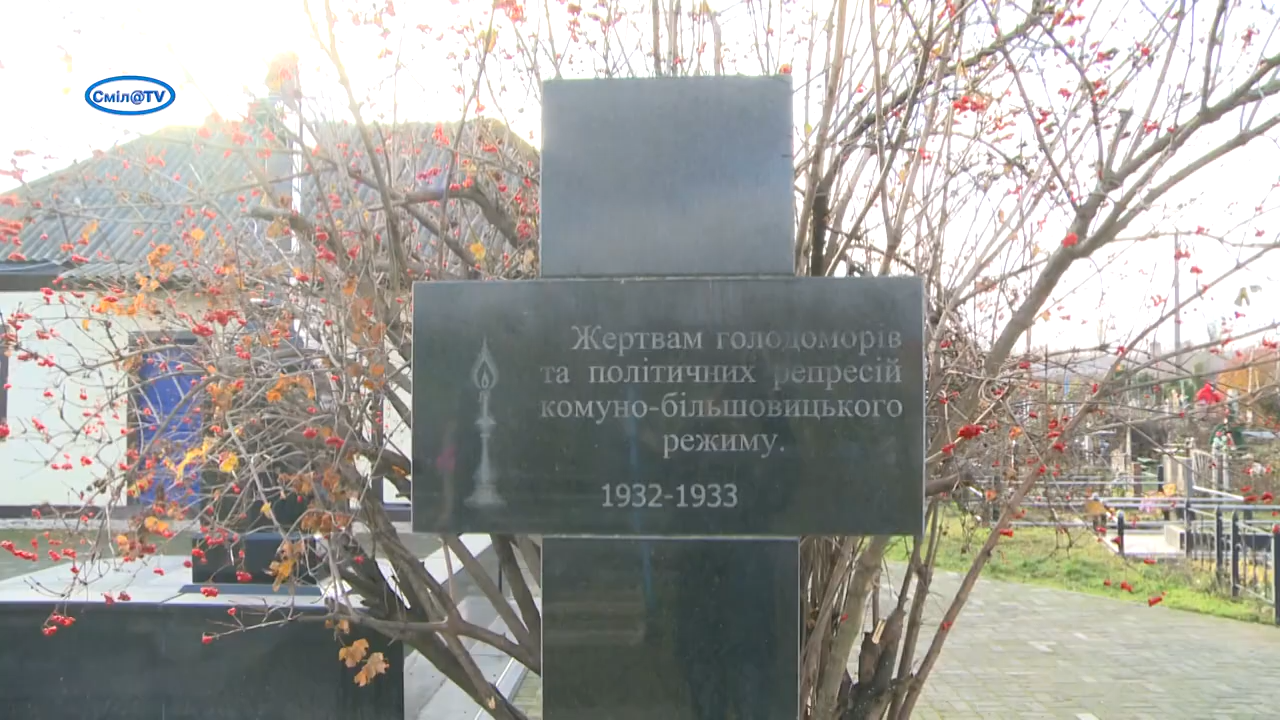 Сміл@TV
Жертвам голодоморів
та політичних репресій
комуно-більшовицького
режиму.
1932-1933